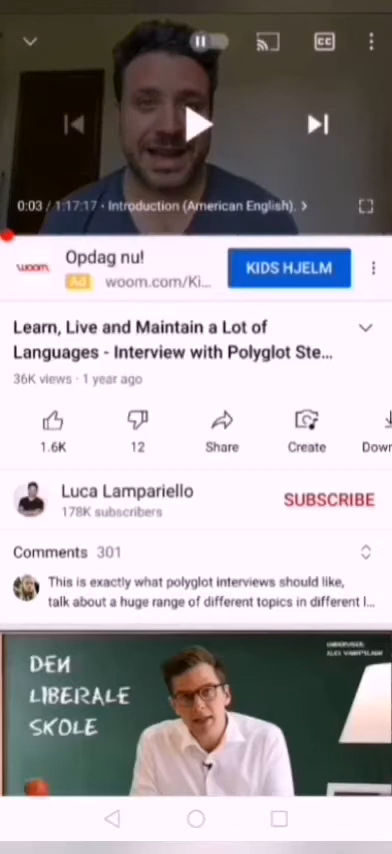 CC
0:03 / 1:17:17 · Introduction (American English). >
woom
Opdag nu!
Ad woom.com/Ki...
KIDS HJELM
Learn, Live and Maintain a Lot of
Languages - Interview with Polyglot Ste...
36K views · 1 year ago
1.6K
12
Share
Create
Down
Luca Lampariello
178K subscribers
SUBSCRIBE
Comments 301
This is exactly what polyglot interviews should like,
talk about a huge range of different topics in different l...
DEN
LIBERALE
SKOLE